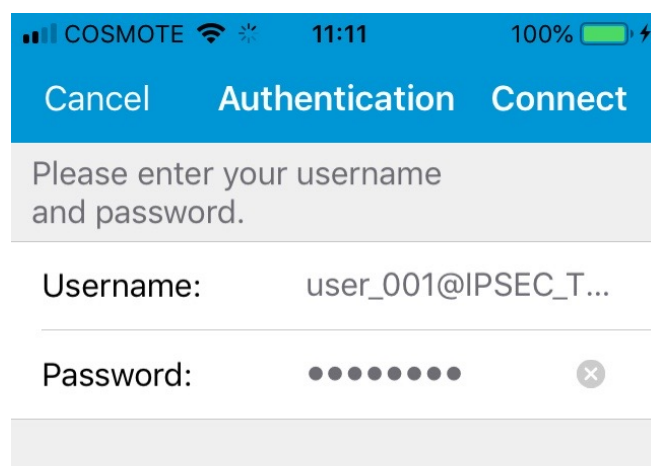 COSMOTE 11:11 100%
Cancel Authentication Connect
Please enter your username
and password.
Username: user_001@IPSEC_T...
Password: ●●●●●●●●